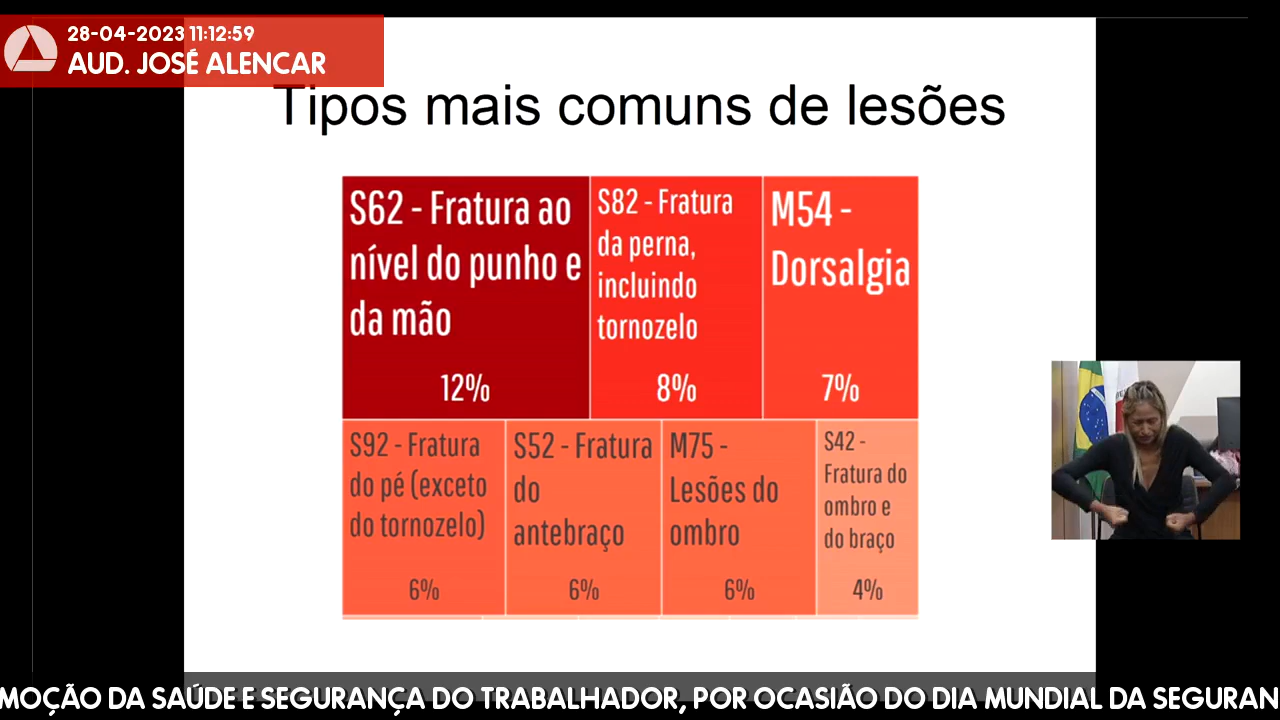 28-04-2023 11:12:59
AUD. JOSÉ ALENCAR
Tipos mais comuns de lesões
S62 - Fratura ao
nível do punho e
da mão
12%
S82 - Fratura
da perna,
incluindo
tornozelo
8%
M54 -
Dorsalgia
7%
S92 - Fratura
do pé (exceto
do tornozelo)
6%
S52 - Fratura
do
antebraço
6%
M75 -
Lesões do
ombro
6%
S42 -
Fratura do
ombro e
do braço
4%
MOÇÃO DA SAÚDE E SEGURANÇA DO TRABALHADOR, POR OCASIÃO DO DIA MUNDIAL DA SEGURAN